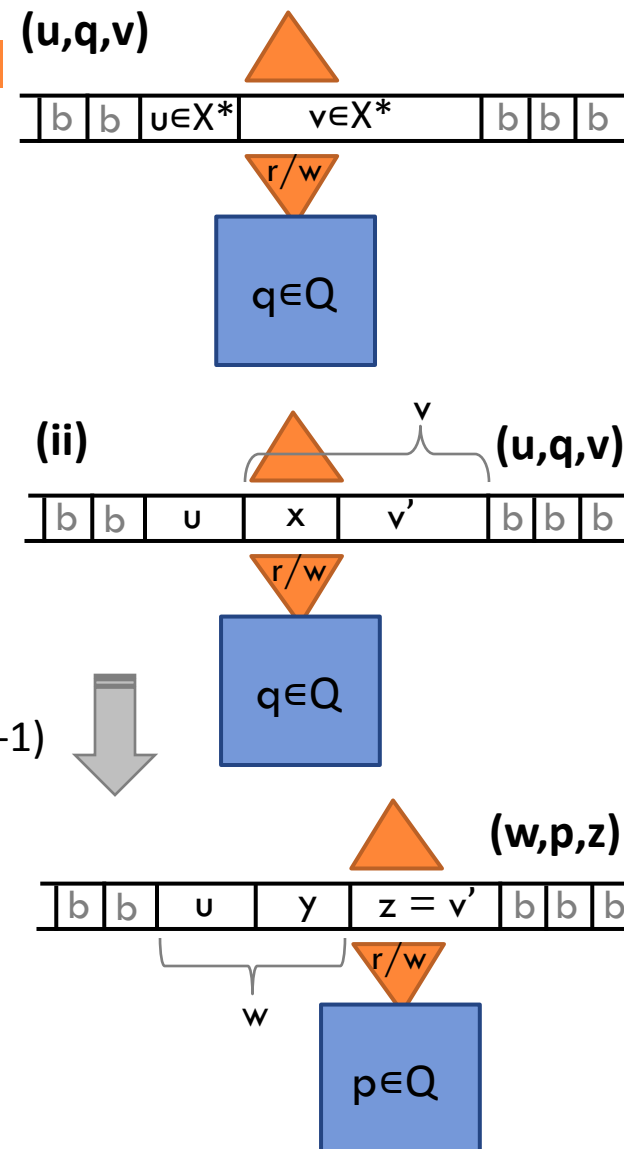 (u,q,v)
b b u∈X* v∈X* b b b
r/w
q∈Q
v
(ii) (u,q,v)
b b u x v’ b b b
r/w
q∈Q
-1)
(w,p,z)
b b u y z = v’ b b b
r/w
w
p∈Q